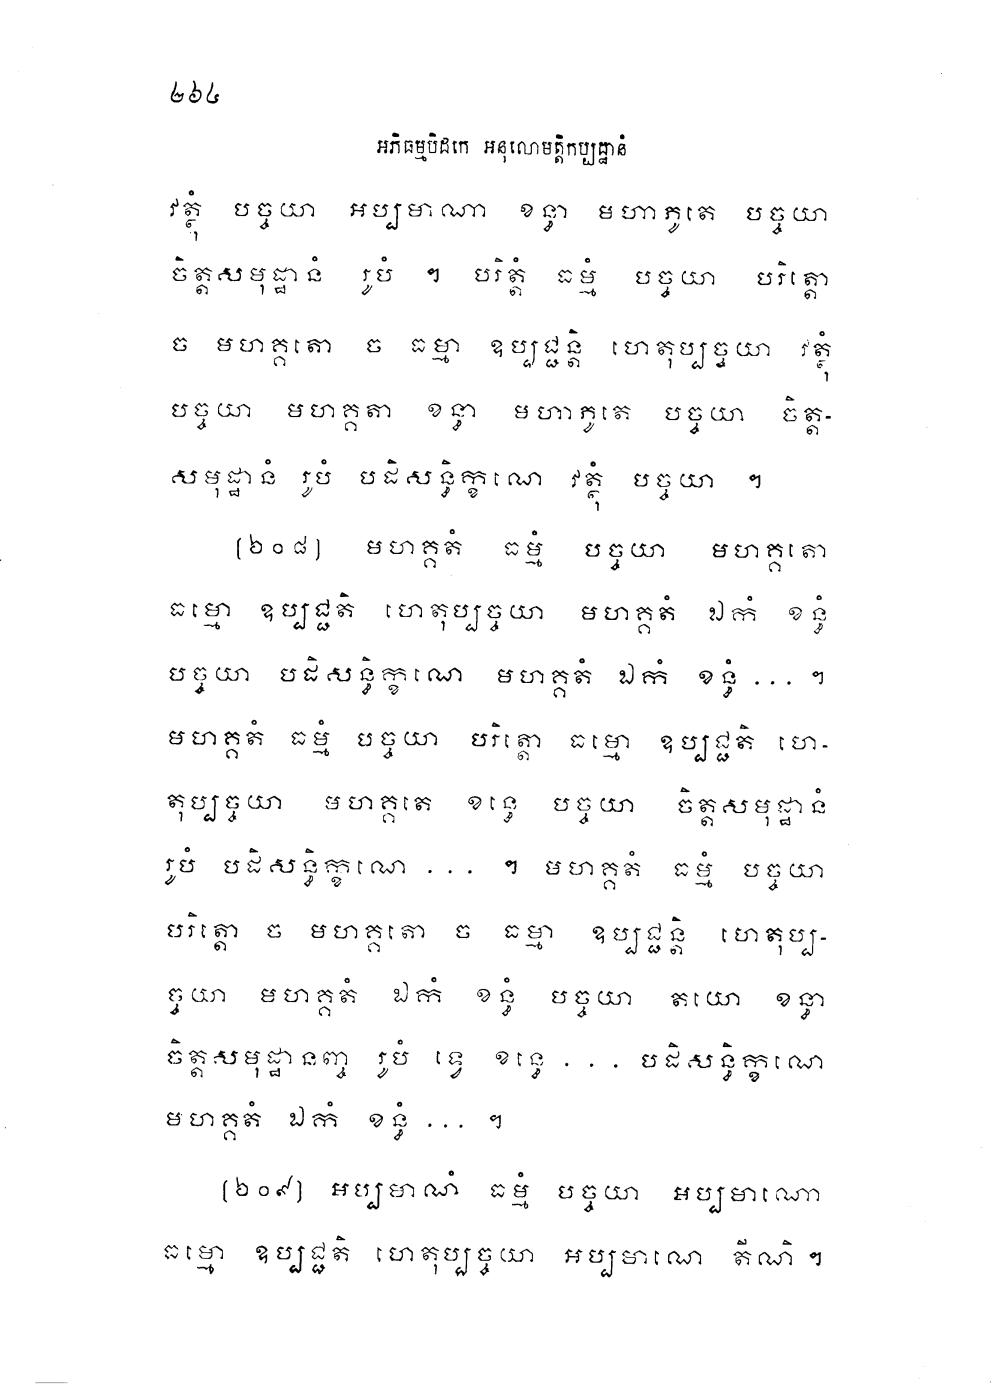 ២៦៤
អភិធម្មបិដកេ អនុលោមត្តិកប្បដ្ឋានំ
វត្ថុំ បច្ចយា អប្បមាណា ខន្ធា មហាភូតេ បច្ចយា
ចិត្តសមុដ្ឋានំ រូបំ ។ បរិត្តំ ធម្មំ បច្ចយា បរិត្តោ
ច មហគ្គតោ ច ធម្មា ឧប្បជ្ជន្តិ ហេតុប្បច្ចយា វត្ថុំ
បច្ចយា មហគ្គតា ខន្ធា មហាភូតេ បច្ចយា ចិត្ត-
សមុដ្ឋានំ រូបំ បដិសន្ធិក្ខណេ វត្ថុំ បច្ចយា ។
(២០៨) មហគ្គតំ ធម្មំ បច្ចយា មហគ្គតោ
ធម្មោ ឧប្បជ្ជតិ ហេតុប្បច្ចយា មហគ្គតំ ឯកំ ខន្ធំ
បច្ចយា បដិសន្ធិក្ខណេ មហគ្គតំ ឯកំ ខន្ធំ ... ។
មហគ្គតំ ធម្មំ បច្ចយា បរិត្តោ ធម្មោ ឧប្បជ្ជតិ ហេ-
តុប្បច្ចយា មហគ្គតេ ខន្ធេ បច្ចយា ចិត្តសមុដ្ឋានំ
រូបំ បដិសន្ធិក្ខណេ ... ។ មហគ្គតំ ធម្មំ បច្ចយា
បរិត្តោ ច មហគ្គតោ ច ធម្មា ឧប្បជ្ជន្តិ ហេតុប្ប-
ច្ចយា មហគ្គតំ ឯកំ ខន្ធំ បច្ចយា តយោ ខន្ធា
ចិត្តសមុដ្ឋានញ្ច រូបំ ទ្វេ ខន្ធេ ... បដិសន្ធិក្ខណេ
មហគ្គតំ ឯកំ ខន្ធំ ... ។
(២០៩) អប្បមាណំ ធម្មំ បច្ចយា អប្បមាណោ
ធម្មោ ឧប្បជ្ជតិ ហេតុប្បច្ចយា អប្បមាណេ តីណិ ។